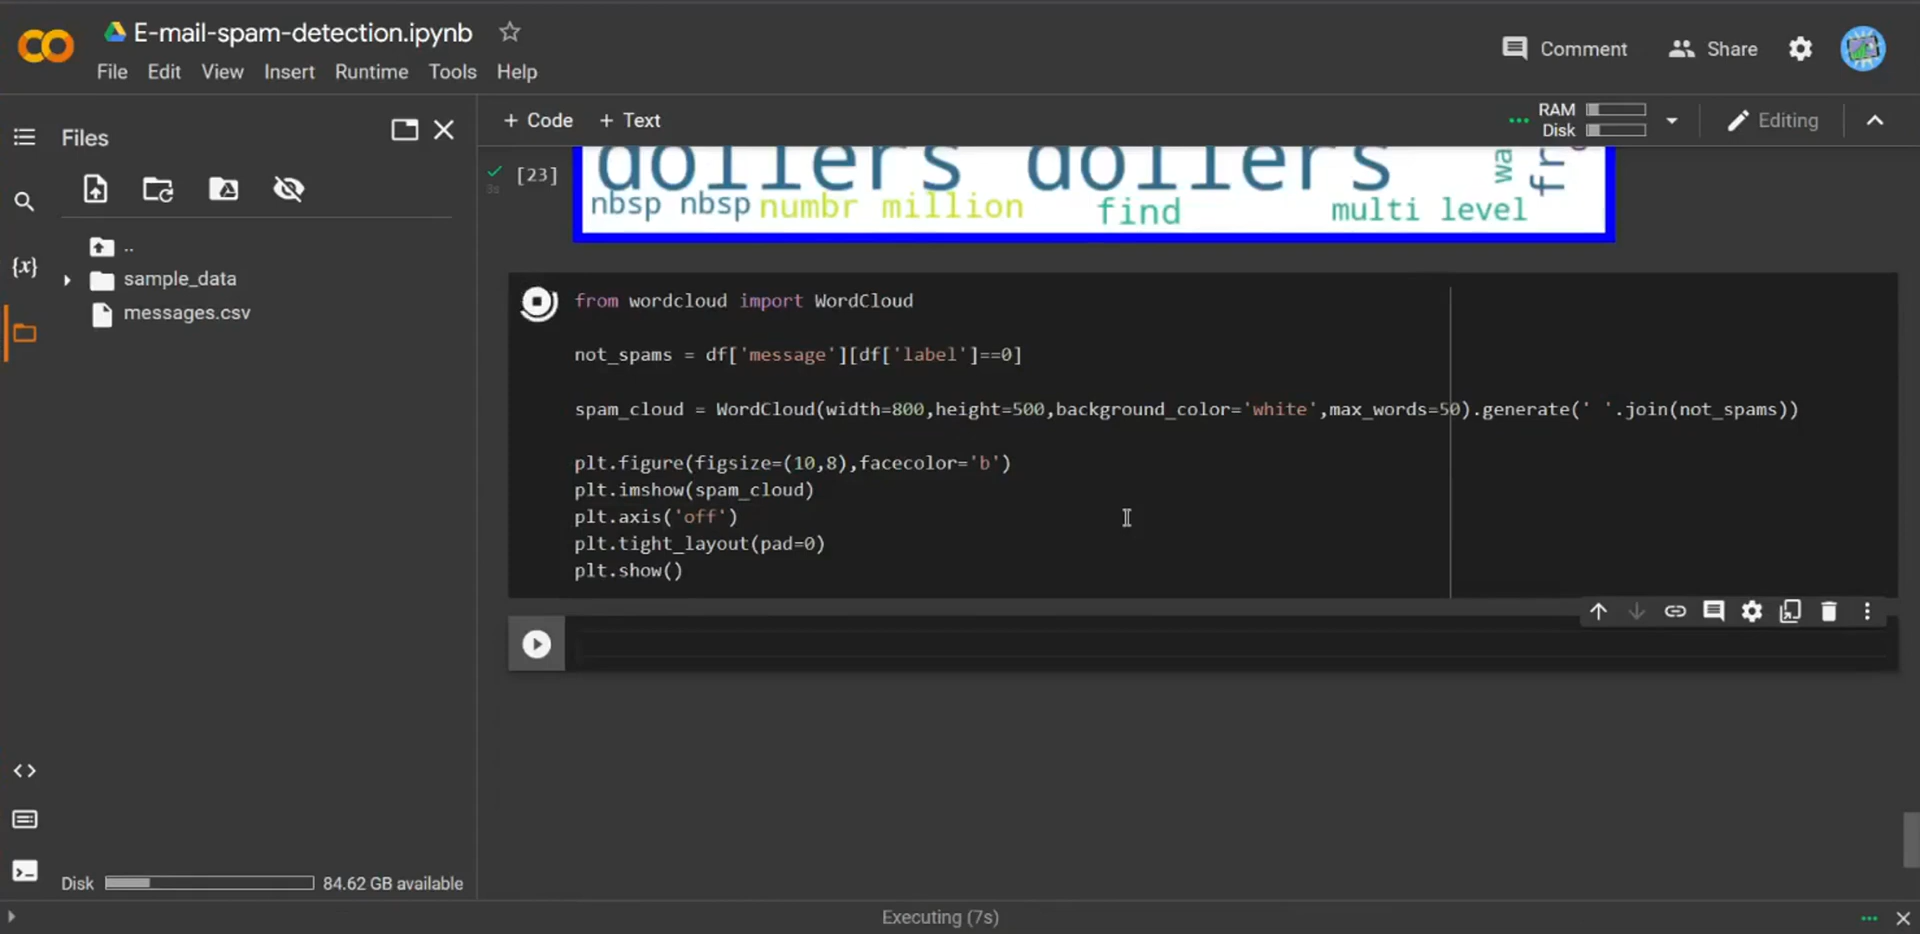 E-mail-spam-detection.ipynb
File Edit View Insert Runtime Tools Help
Comment Share
Files
+ Code + Text
RAM
Disk
Editing
..
sample_data
messages.csv
[23]
dollers dollers
wa
fr
nbsp nbsp numbr million find multi level
{x}
from wordcloud import WordCloud
not_spams = df['message'][df['label']==0]
spam_cloud = WordCloud(width=800,height=500,background_color='white',max_words=50).generate(' '.join(not_spams))
plt.figure(figsize=(10,8),facecolor='b')
plt.imshow(spam_cloud)
plt.axis('off')
plt.tight_layout(pad=0)
plt.show()
Disk 84.62 GB available
Executing (7s)